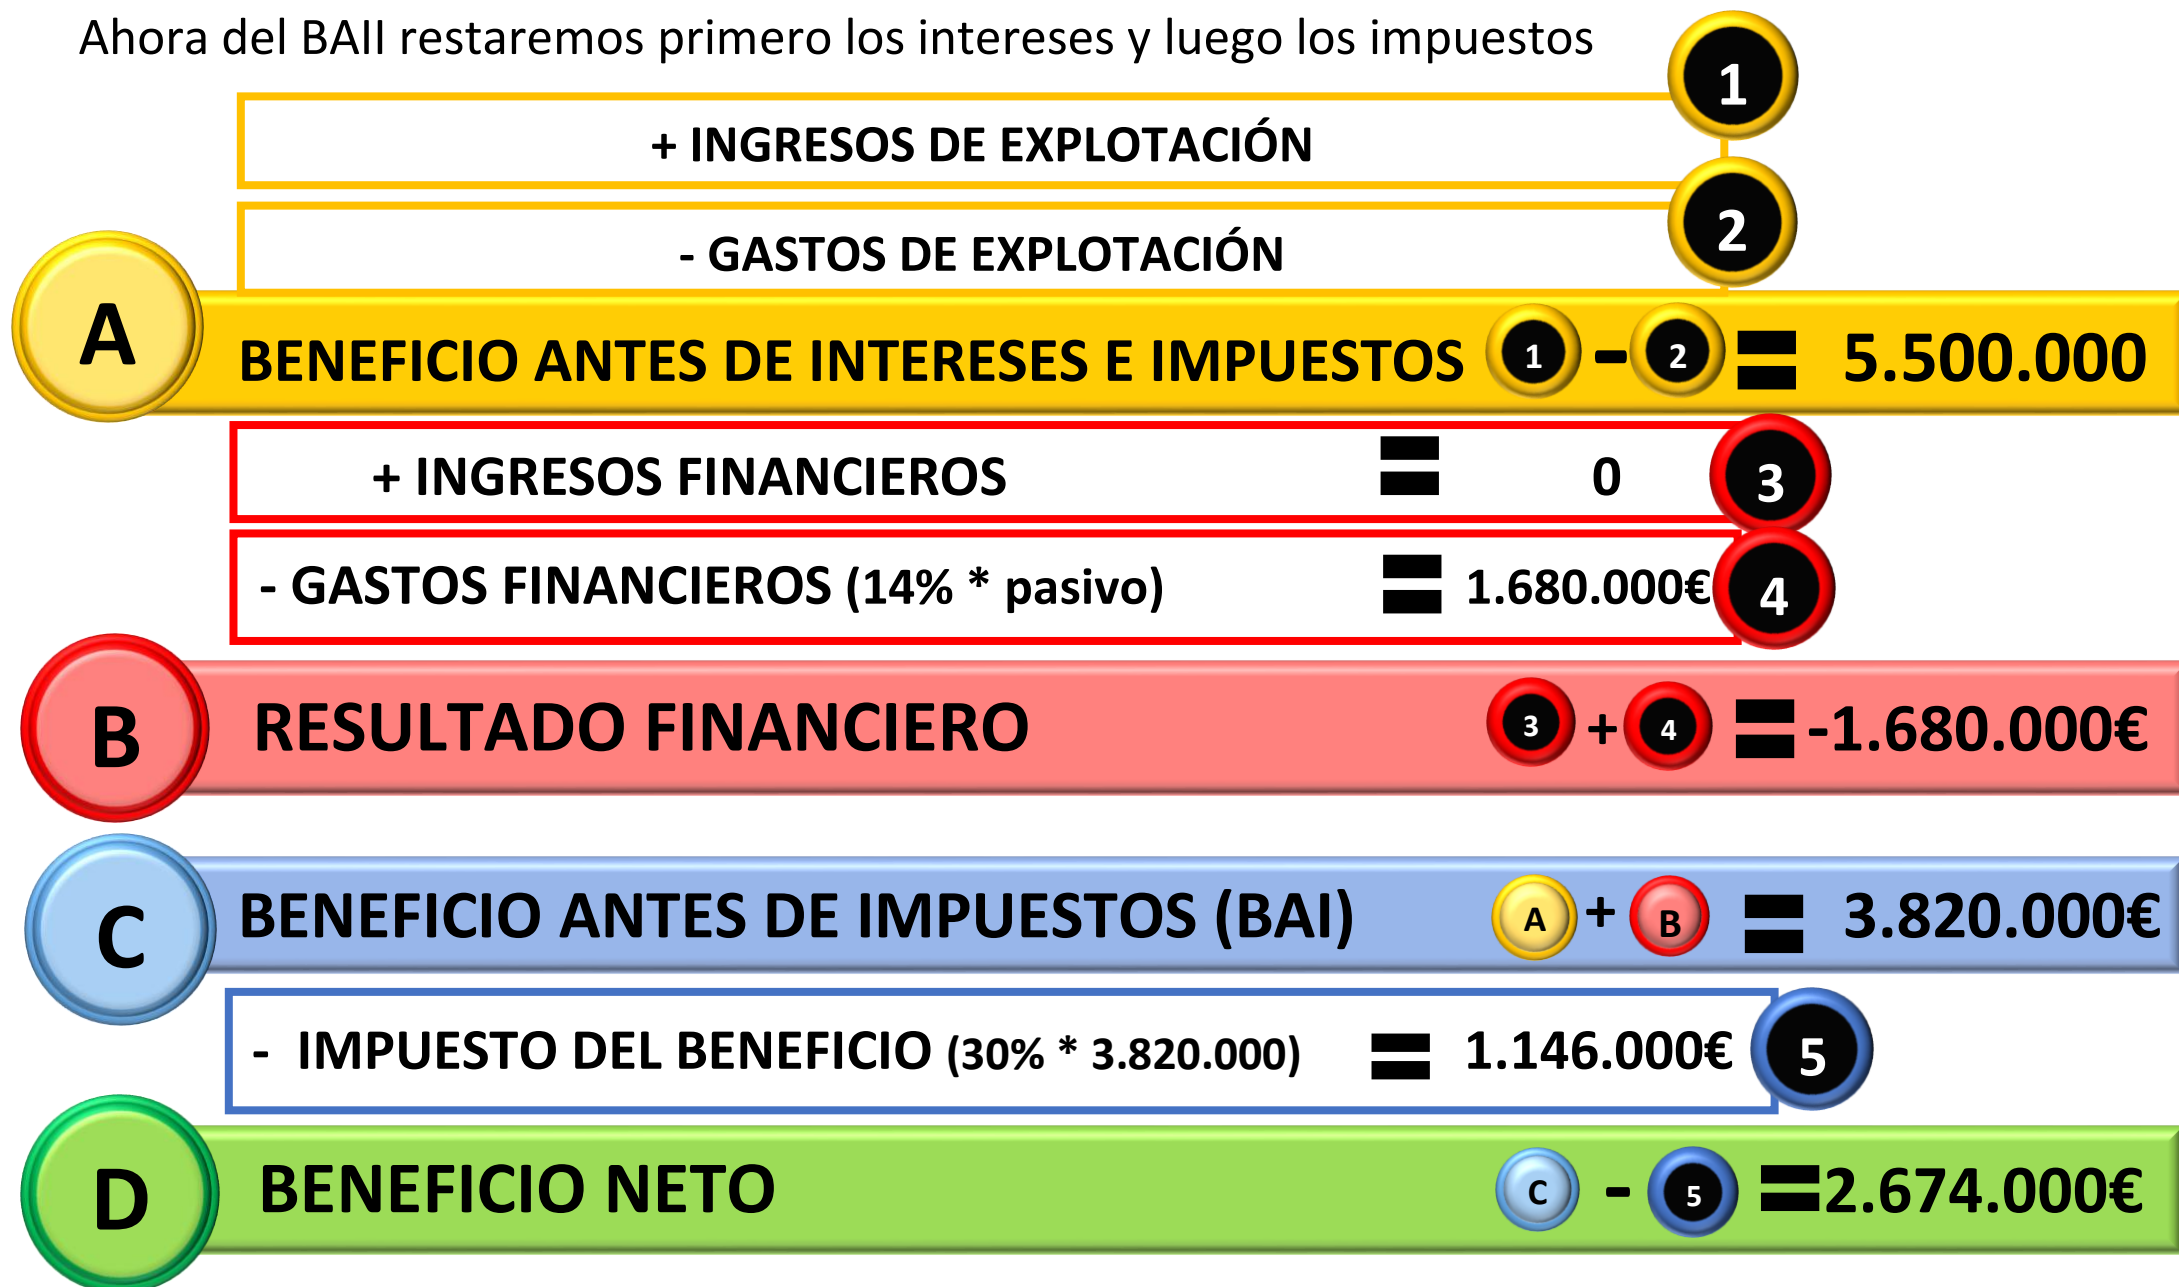 Ahora del BAII restaremos primero los intereses y luego los impuestos
1
+ INGRESOS DE EXPLOTACIÓN
2
- GASTOS DE EXPLOTACIÓN
A BENEFICIO ANTES DE INTERESES E IMPUESTOS 1 - 2 = 5.500.000
+ INGRESOS FINANCIEROS = 0 3
- GASTOS FINANCIEROS (14% * pasivo) = 1.680.000€ 4
B RESULTADO FINANCIERO 3 + 4 = -1.680.000€
C BENEFICIO ANTES DE IMPUESTOS (BAI) A + B = 3.820.000€
- IMPUESTO DEL BENEFICIO (30% * 3.820.000) = 1.146.000€ 5
D BENEFICIO NETO C - 5 =2.674.000€